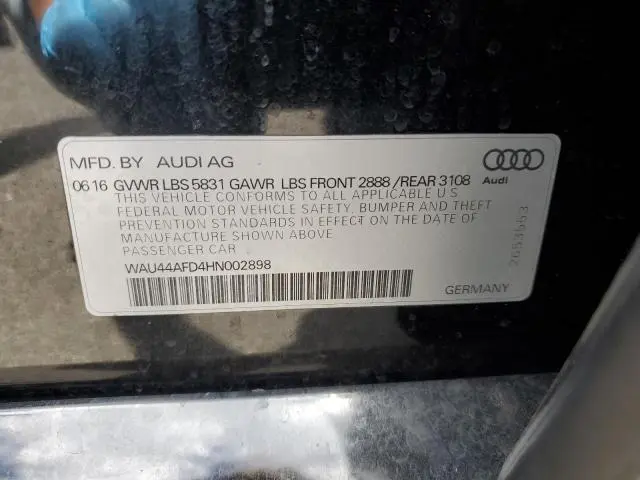 MFD. BY AUDI AG
06 16 GVWR LBS 5831 GAWR LBS FRONT 2888 /REAR 3108
Audi
THIS VEHICLE CONFORMS TO ALL APPLICABLE U S
FEDERAL MOTOR VEHICLE SAFETY, BUMPER AND THEFT
PREVENTION STANDARDS IN EFFECT ON THE DATE OF
MANUFACTURE SHOWN ABOVE
PASSENGER CAR
WAU44AFD4HN002898
GERMANY
2653553